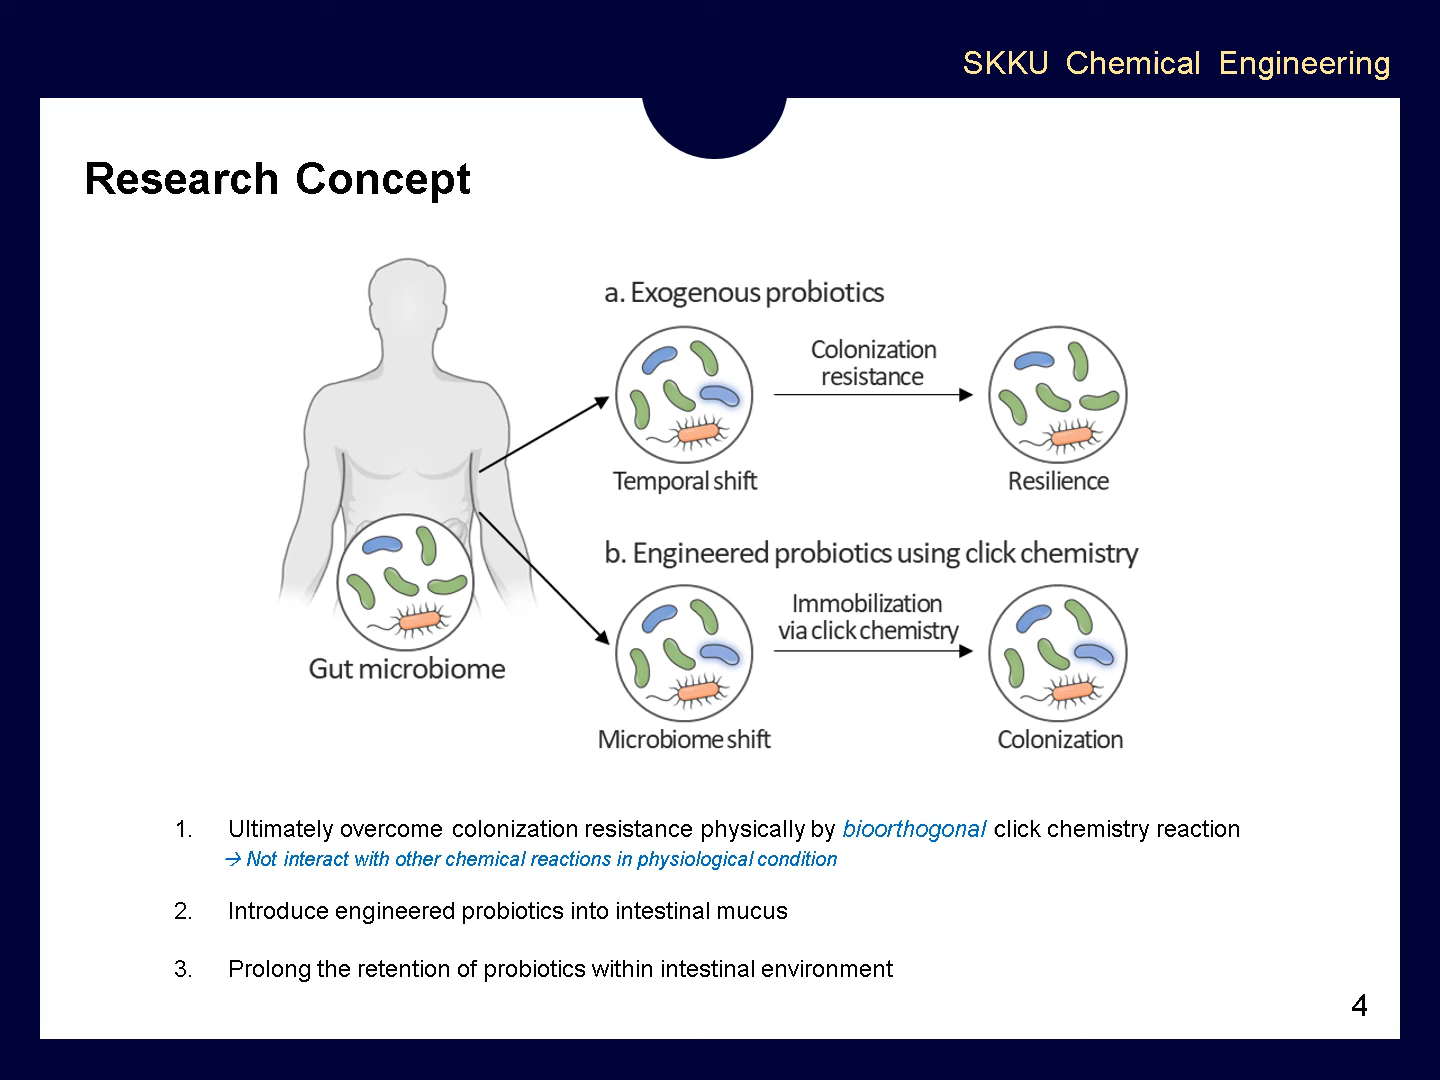 SKKU Chemical Engineering
Research Concept
a. Exogenous probiotics
Colonization
resistance
Temporal shift
Resilience
Gut microbiome
b. Engineered probiotics using click chemistry
Immobilization
via click chemistry
Microbiome shift
Colonization
1. Ultimately overcome colonization resistance physically by bioorthogonal click chemistry reaction
→ Not interact with other chemical reactions in physiological condition
2. Introduce engineered probiotics into intestinal mucus
3. Prolong the retention of probiotics within intestinal environment
4